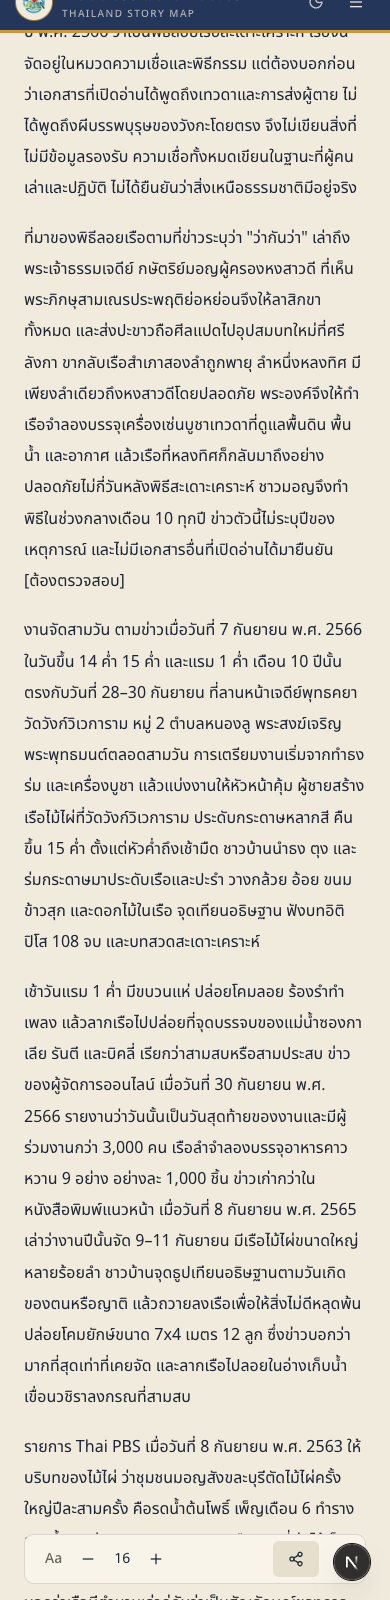 THAILAND STORY MAP
จัดอยู่ในหมวดความเชื่อและพิธีกรรม แต่ต้องบอกก่อน
ว่าเอกสารที่เปิดอ่านได้พูดถึงเทวดาและการส่งผู้ตาย ไม่
ได้พูดถึงผีบรรพบุรุษของวังกะโดยตรง จึงไม่เขียนสิ่งที่
ไม่มีข้อมูลรองรับ ความเชื่อทั้งหมดเขียนในฐานะที่ผู้คน
เล่าและปฏิบัติ ไม่ได้ยืนยันว่าสิ่งเหนือธรรมชาติมีอยู่จริง
ที่มาของพิธีลอยเรือตามที่ข่าวระบุว่า "ว่ากันว่า" เล่าถึง
พระเจ้าธรรมเจดีย์ กษัตริย์มอญผู้ครองหงสาวดี ที่เห็น
พระภิกษุสามเณรประพฤติย่อหย่อนจึงให้ลาสิกขา
ทั้งหมด และส่งปะขาวถือศีลแปดไปอุปสมบทใหม่ที่ศรี
ลังกา ขากลับเรือสำเภาสองลำถูกพายุ ลำหนึ่งหลงทิศ มี
เพียงลำเดียวถึงหงสาวดีโดยปลอดภัย พระองค์จึงให้ทำ
เรือจำลองบรรจุเครื่องเซ่นบูชาเทวดาที่ดูแลพื้นดิน พื้น
น้ำ และอากาศ แล้วเรือที่หลงทิศก็กลับมาถึงอย่าง
ปลอดภัยไม่กี่วันหลังพิธีสะเดาะเคราะห์ ชาวมอญจึงทำ
พิธีในช่วงกลางเดือน 10 ทุกปี ข่าวตัวนี้ไม่ระบุปีของ
เหตุการณ์ และไม่มีเอกสารอื่นที่เปิดอ่านได้มายืนยัน
[ต้องตรวจสอบ]
งานจัดสามวัน ตามข่าวเมื่อวันที่ 7 กันยายน พ.ศ. 2566
ในวันขึ้น 14 ค่ำ 15 ค่ำ และแรม 1 ค่ำ เดือน 10 ปีนั้น
ตรงกับวันที่ 28–30 กันยายน ที่ลานหน้าเจดีย์พุทธคยา
วัดวังก์วิเวการาม หมู่ 2 ตำบลหนองลู พระสงฆ์เจริญ
พระพุทธมนต์ตลอดสามวัน การเตรียมงานเริ่มจากทำธง
ร่ม และเครื่องบูชา แล้วแบ่งงานให้หัวหน้าคุ้ม ผู้ชายสร้าง
เรือไม้ไผ่ที่วัดวังก์วิเวการาม ประดับกระดาษหลากสี คืน
ขึ้น 15 ค่ำ ตั้งแต่หัวค่ำถึงเช้ามืด ชาวบ้านนำธง ตุง และ
ร่มกระดาษมาประดับเรือและปะรำ วางกล้วย อ้อย ขนม
ข้าวสุก และดอกไม้ในเรือ จุดเทียนอธิษฐาน ฟังบทอิติ
ปิโส 108 จบ และบทสวดสะเดาะเคราะห์
เช้าวันแรม 1 ค่ำ มีขบวนแห่ ปล่อยโคมลอย ร้องรำทำ
เพลง แล้วลากเรือไปปล่อยที่จุดบรรจบของแม่น้ำซองกา
เลีย รันตี และบิคลี่ เรียกว่าสามสบหรือสามประสบ ข่าว
ของผู้จัดการออนไลน์ เมื่อวันที่ 30 กันยายน พ.ศ.
2566 รายงานว่าวันนั้นเป็นวันสุดท้ายของงานและมีผู้
ร่วมงานกว่า 3,000 คน เรือลำจำลองบรรจุอาหารคาว
หวาน 9 อย่าง อย่างละ 1,000 ชิ้น ข่าวเก่ากว่าใน
หนังสือพิมพ์แนวหน้า เมื่อวันที่ 8 กันยายน พ.ศ. 2565
เล่าว่างานปีนั้นจัด 9–11 กันยายน มีเรือไม้ไผ่ขนาดใหญ่
หลายร้อยลำ ชาวบ้านจุดธูปเทียนอธิษฐานตามวันเกิด
ของตนหรือญาติ แล้วถวายลงเรือเพื่อให้สิ่งไม่ดีหลุดพ้น
ปล่อยโคมยักษ์ขนาด 7x4 เมตร 12 ลูก ซึ่งข่าวบอกว่า
มากที่สุดเท่าที่เคยจัด และลากเรือไปลอยในอ่างเก็บน้ำ
เขื่อนวชิราลงกรณที่สามสบ
รายการ Thai PBS เมื่อวันที่ 8 กันยายน พ.ศ. 2563 ให้
บริบทของไม้ไผ่ ว่าชุมชนมอญสังขละบุรีตัดไม้ไผ่ครั้ง
ใหญ่ปีละสามครั้ง คือรดน้ำต้นโพธิ์ เพ็ญเดือน 6 ทำราง
Aa − 16 +
N